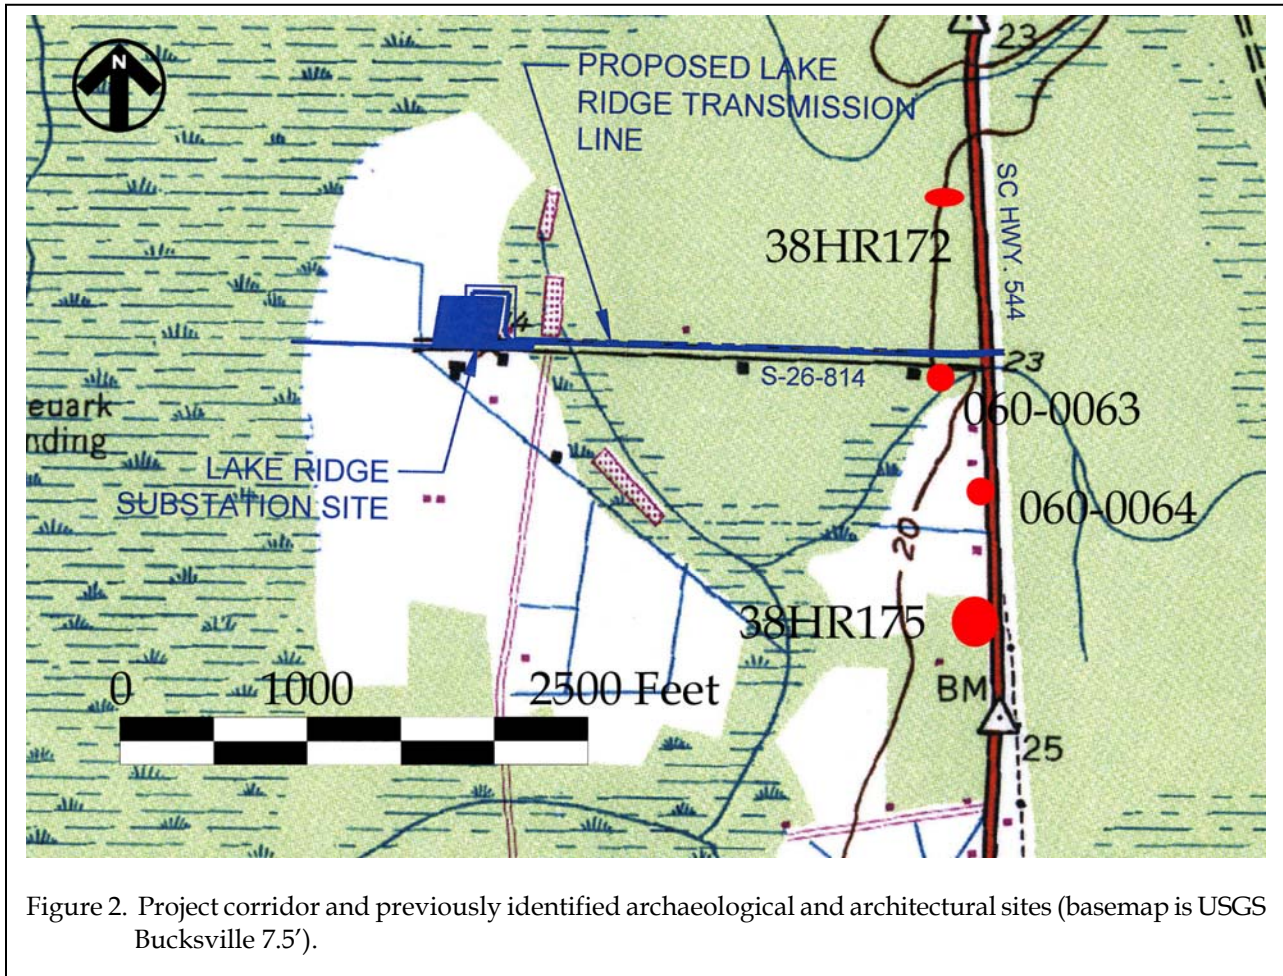 N
PROPOSED LAKE
RIDGE TRANSMISSION
LINE
23
SC HWY. 544
38HR172
4
23
S-26-814
060-0063
euark
nding
LAKE RIDGE
SUBSTATION SITE
060-0064
20
38HR175
0 1000 2500 Feet
BM
25
Figure 2. Project corridor and previously identified archaeological and architectural sites (basemap is USGS
Bucksville 7.5’).